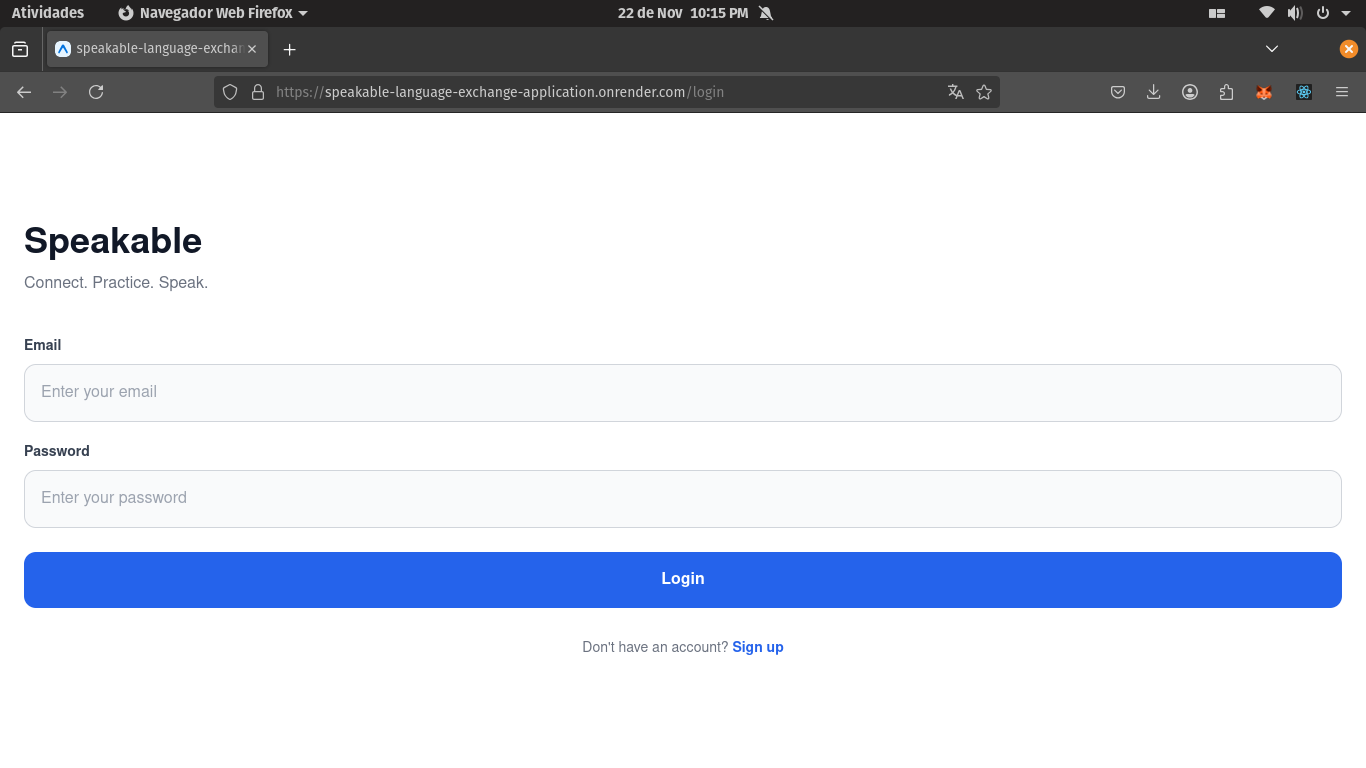 Atividades Navegador Web Firefox 22 de Nov 10:15 PM
speakable-language-exchan
https://speakable-language-exchange-application.onrender.com/login
Speakable
Connect. Practice. Speak.
Email
Enter your email
Password
Enter your password
Login
Don't have an account? Sign up